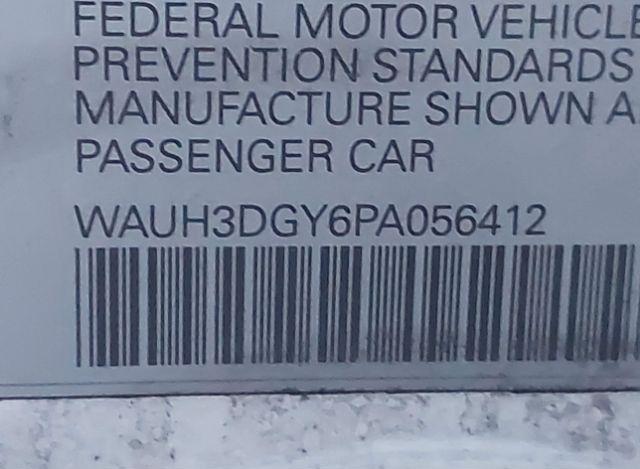 FEDERAL MOTOR VEHICLE
PREVENTION STANDARDS
MANUFACTURE SHOWN A
PASSENGER CAR
WAUH3DGY6PA056412